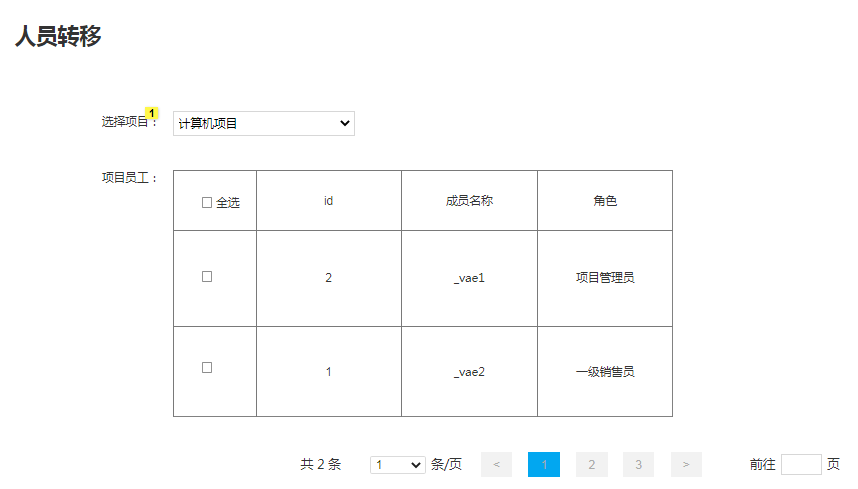 人员转移
1
选择项目： 计算机项目
项目员工：
全选 id 成员名称 角色
2 _vae1 项目管理员
1 _vae2 一级销售员
共 2 条 1 条/页 < 1 2 3 > 前往 页